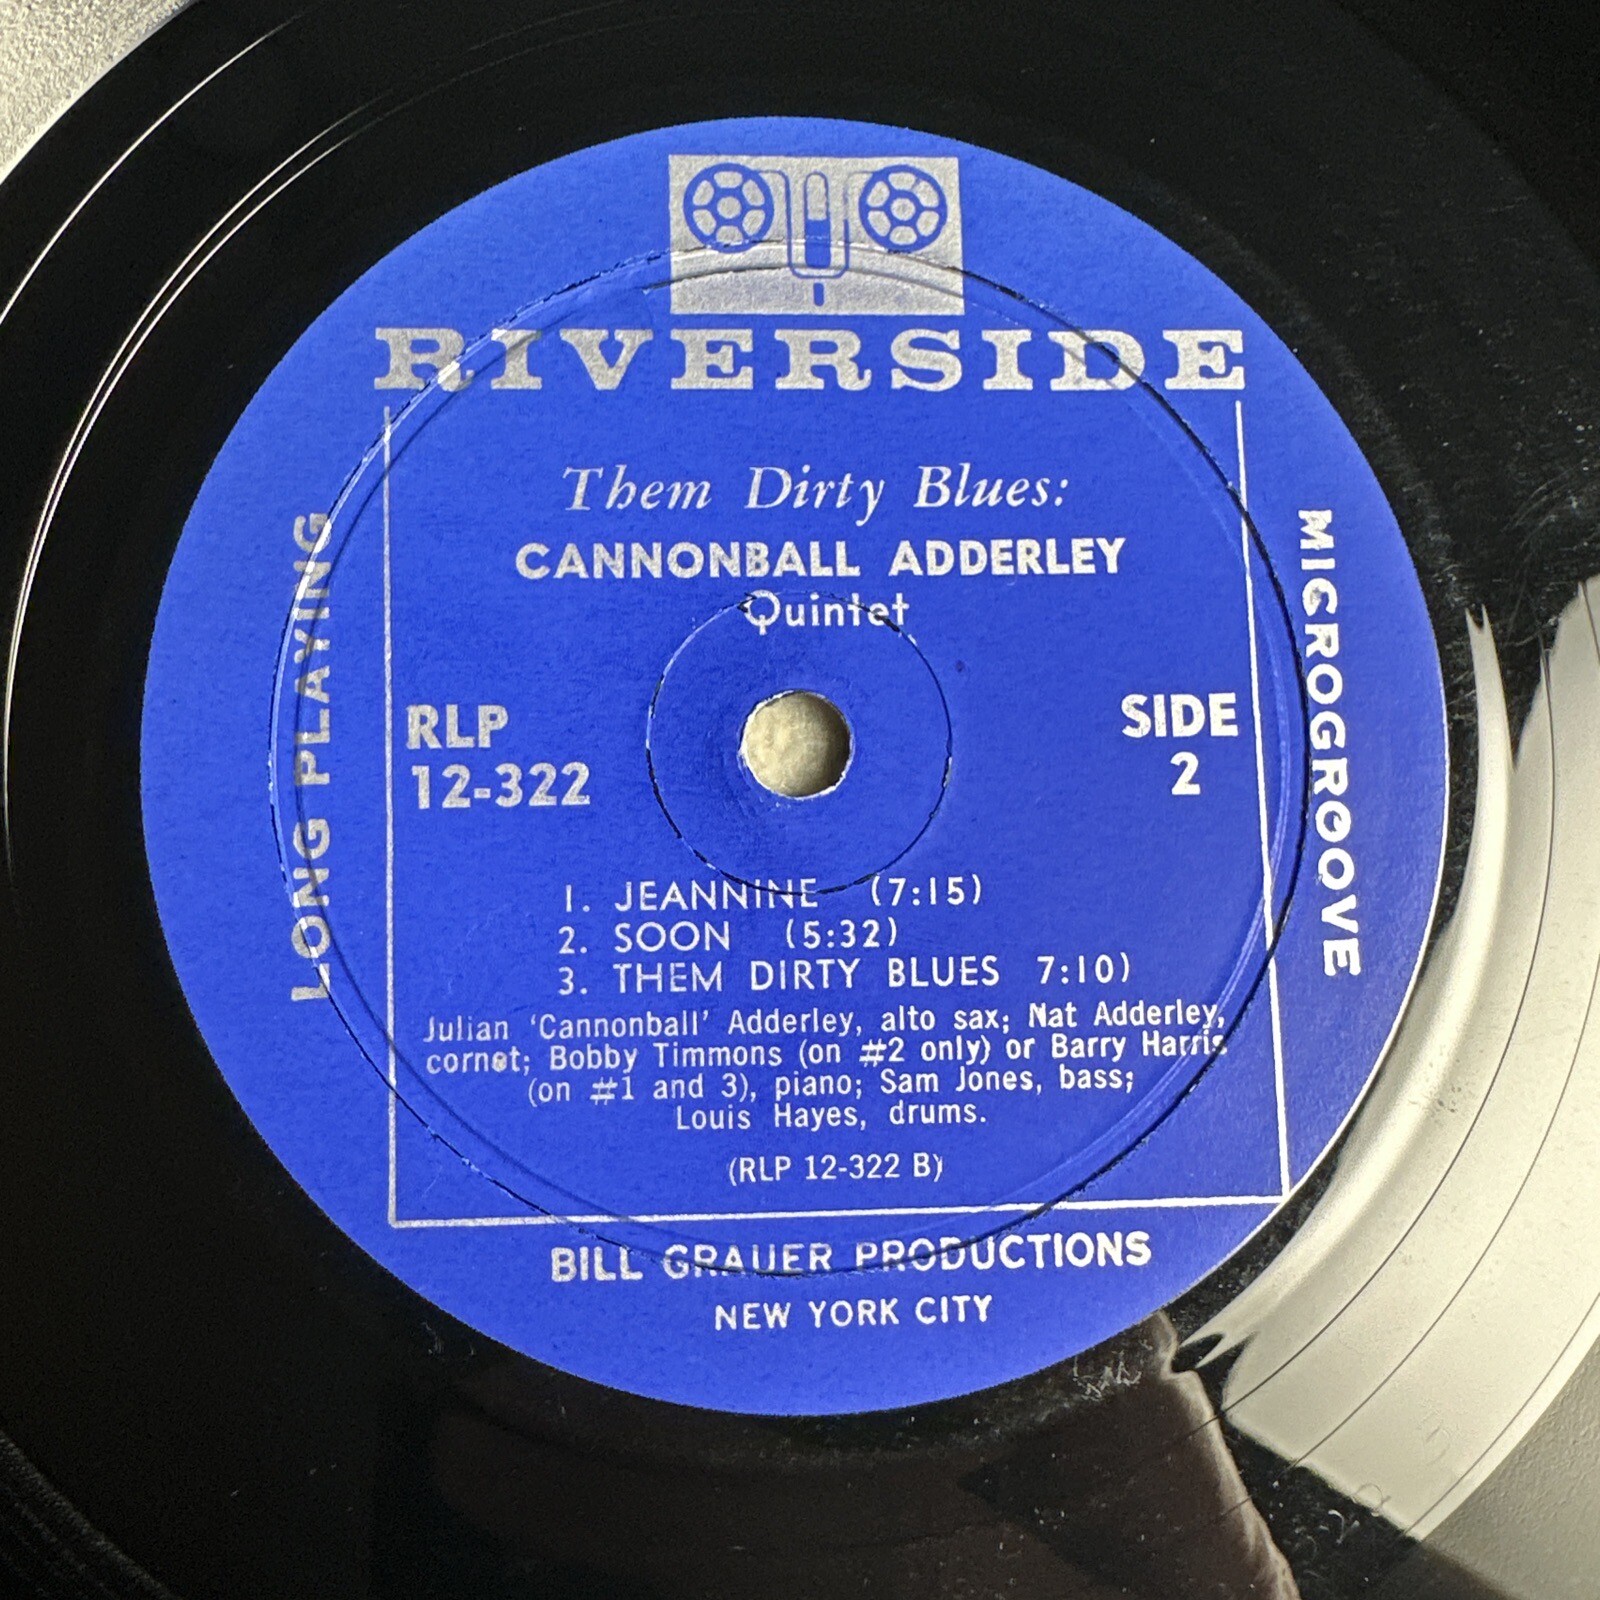 RIVERSIDE
Them Dirty Blues:
CANNONBALL ADDERLEY
Quintet
LONG PLAYING
MICROGROOVE
RLP
12-322
SIDE
2
1. JEANNINE (7:15)
2. SOON (5:32)
3. THEM DIRTY BLUES 7:10)
Julian 'Cannonball' Adderley, alto sax; Nat Adderley,
cornet; Bobby Timmons (on #2 only) or Barry Harris
(on #1 and 3), piano; Sam Jones, bass;
Louis Hayes, drums.
(RLP 12-322 B)
BILL GRAUER PRODUCTIONS
NEW YORK CITY